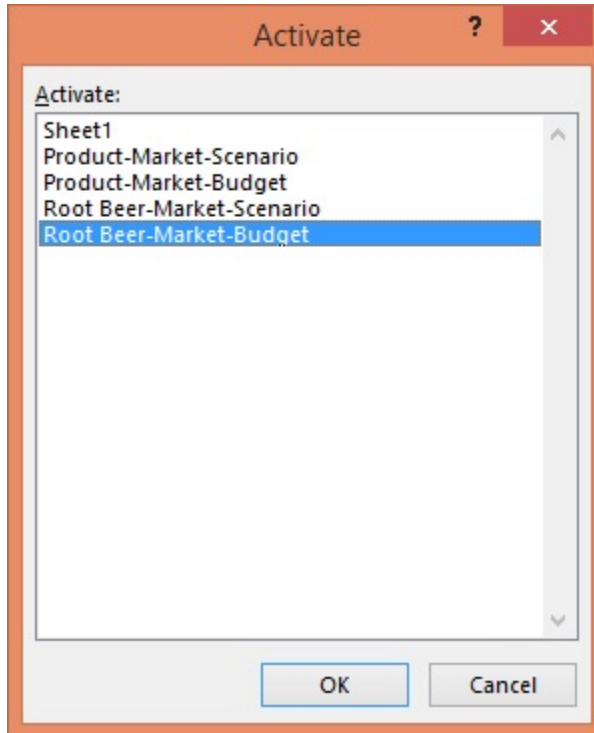 Activate
?
×
Activate:
Sheet1
Product-Market-Scenario
Product-Market-Budget
Root Beer-Market-Scenario
Root Beer-Market-Budget
OK
Cancel